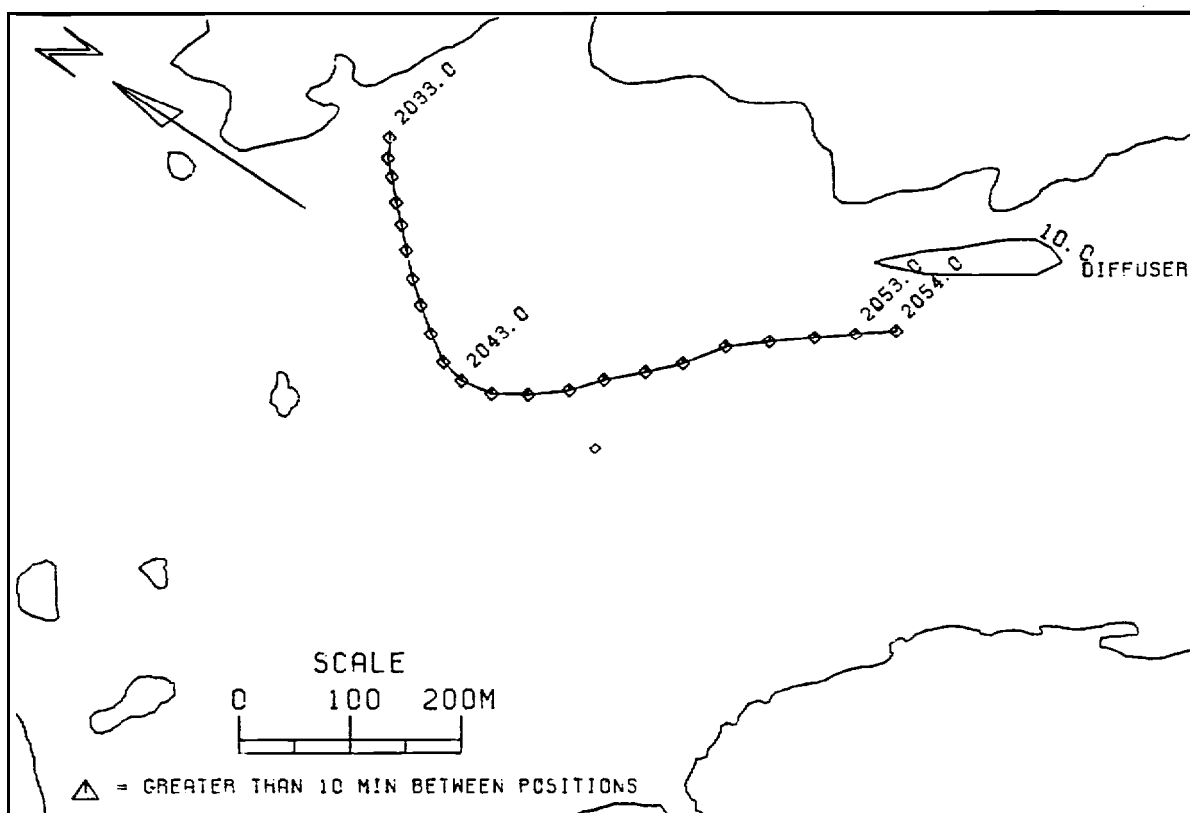 2033.0
10.0
DIFFUSER
2053.0
2054.0
2043.0
SCALE
0 100 200M
= GREATER THAN 10 MIN BETWEEN POSITIONS